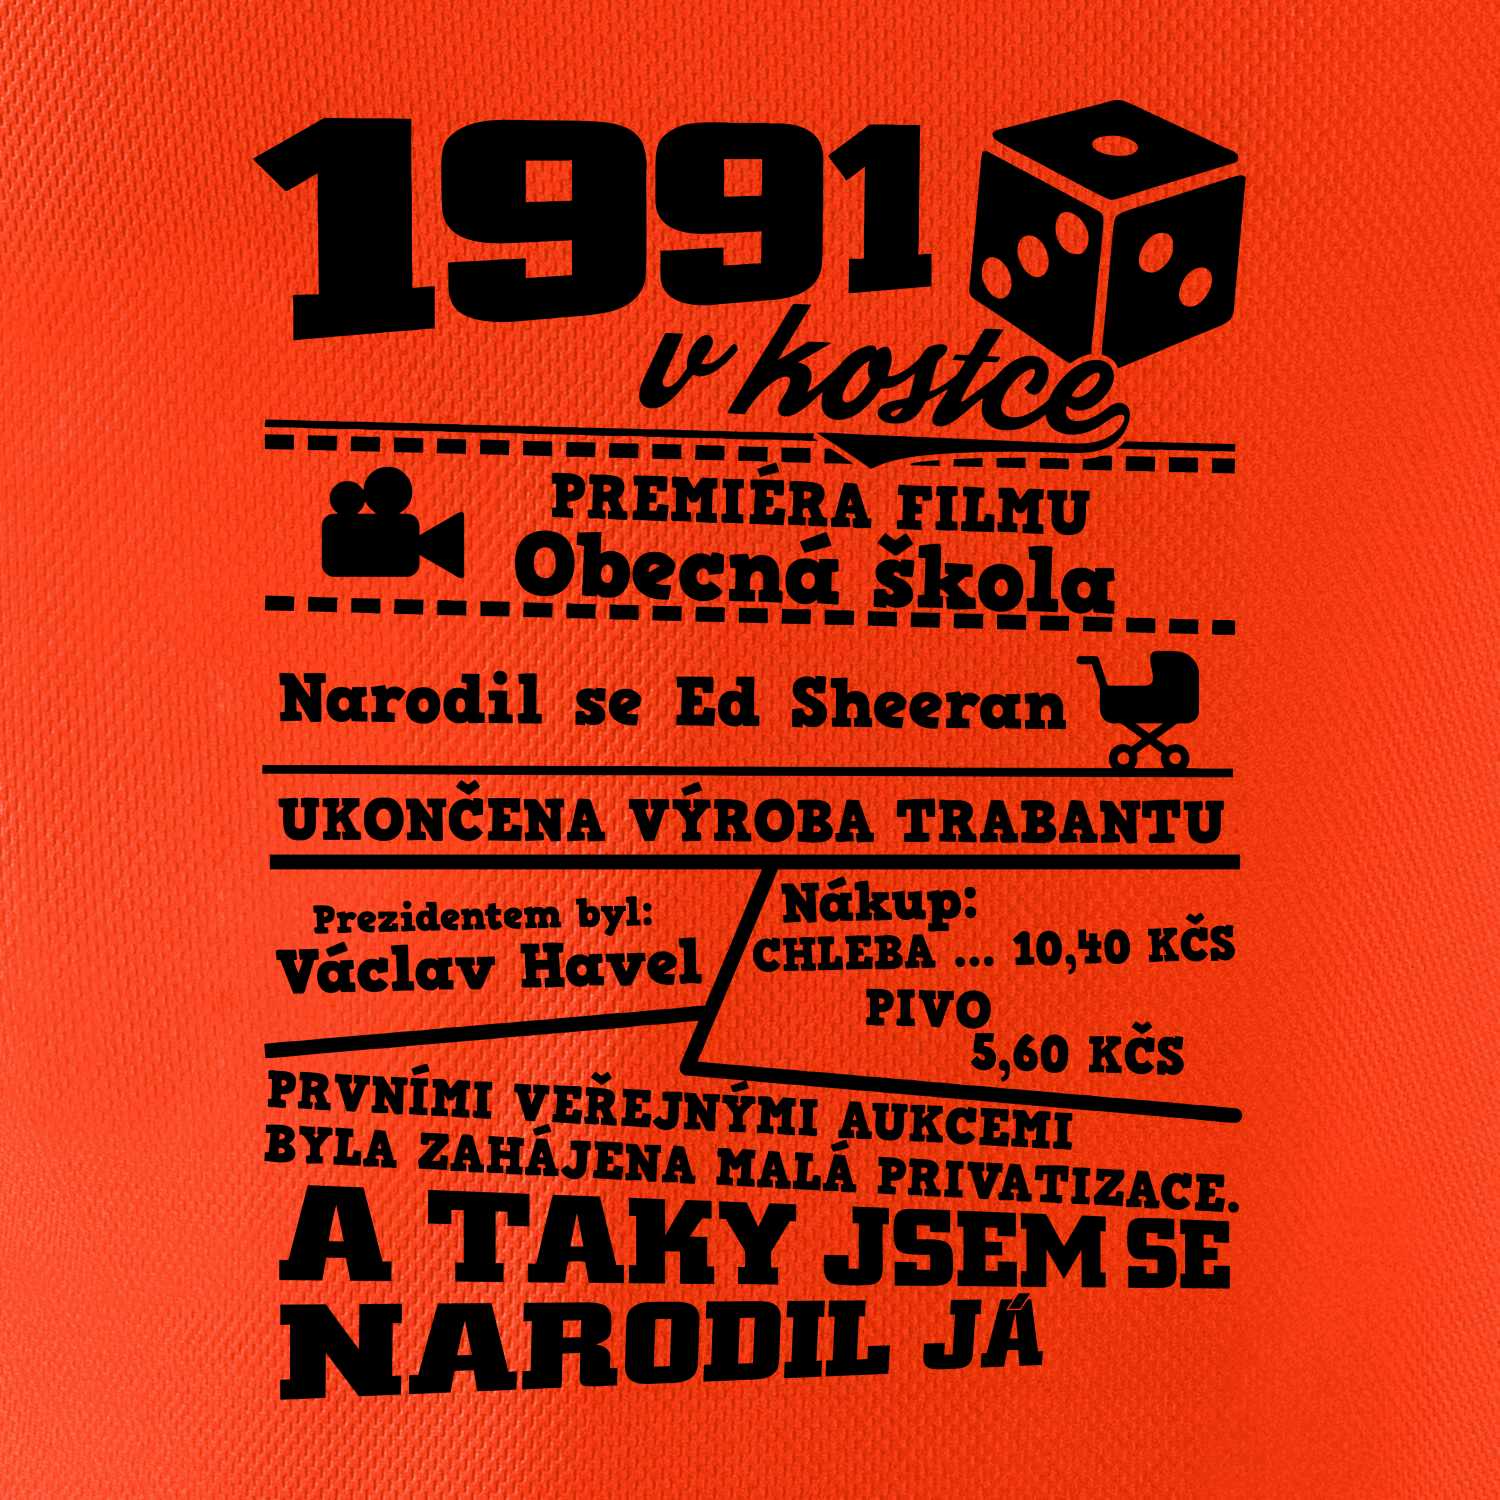 1991
v kostce
PREMIÉRA FILMU
Obecná škola
Narodil se Ed Sheeran
UKONČENA VÝROBA TRABANTU
Prezidentem byl:
Václav Havel
Nákup:
CHLEBA ... 10,40 KČS
PIVO
5,60 KČS
PRVNÍMI VEŘEJNÝMI AUKCEMI
BYLA ZAHÁJENA MALÁ PRIVATIZACE.
A TAKY JSEM SE
NARODIL JÁ